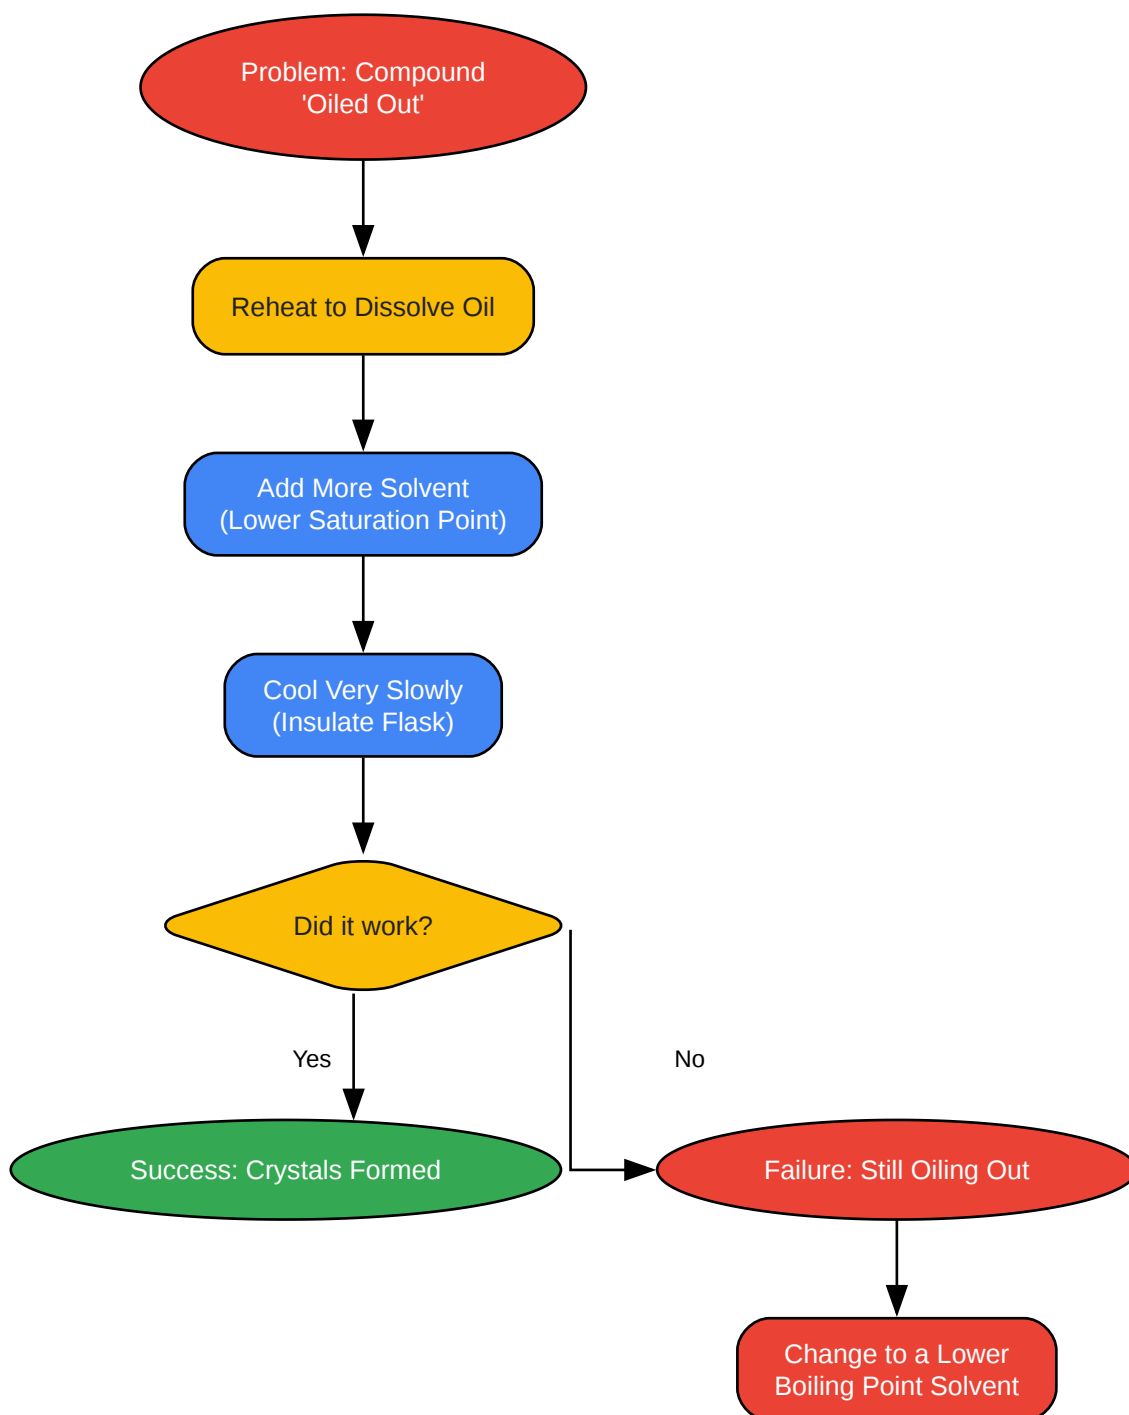 Problem: Compound
'Oiled Out'
Reheat to Dissolve Oil
Add More Solvent
(Lower Saturation Point)
Cool Very Slowly
(Insulate Flask)
Did it work?
Yes
No
Success: Crystals Formed
Failure: Still Oiling Out
Change to a Lower
Boiling Point Solvent